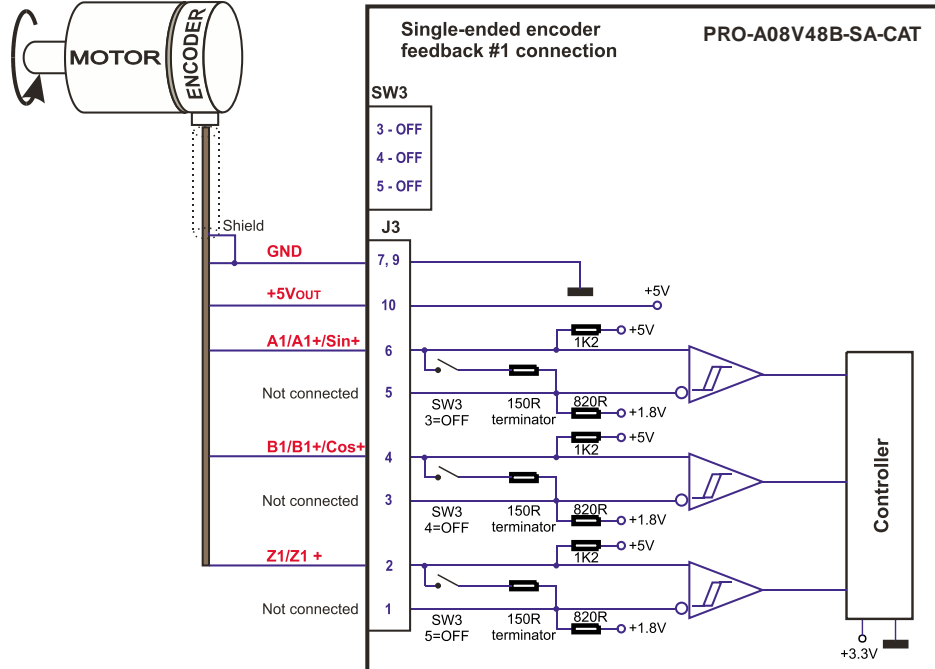 MOTOR
ENCODER
Single-ended encoder
feedback #1 connection
PRO-A08V48B-SA-CAT
SW3
3 - OFF
4 - OFF
5 - OFF
Shield
J3
GND
7, 9
+5VOUT
10
+5V
A1/A1+/Sin+
6
+5V
1K2
Not connected
5
SW3
3=OFF
150R
terminator
820R
+1.8V
B1/B1+/Cos+
4
+5V
1K2
Not connected
3
SW3
4=OFF
150R
terminator
820R
+1.8V
Z1/Z1 +
2
+5V
1K2
Not connected
1
SW3
5=OFF
150R
terminator
820R
+1.8V
Controller
+3.3V